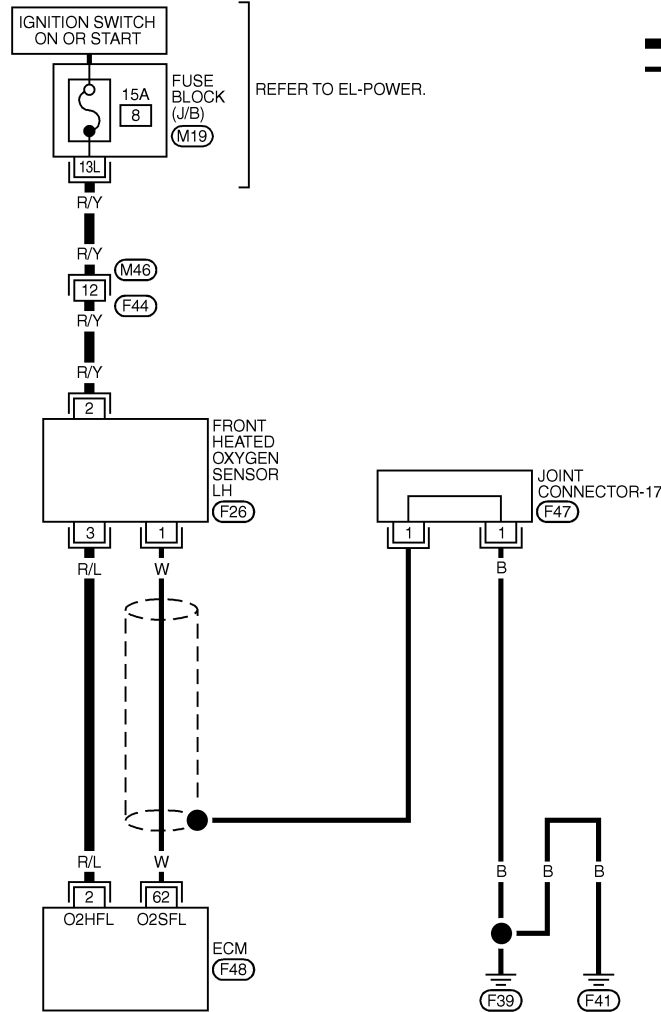 IGNITION SWITCH
ON OR START
FUSE
BLOCK
(J/B)
M19
15A
8
REFER TO EL-POWER.
13L
R/Y
R/Y
M46
12
F44
R/Y
R/Y
2
FRONT
HEATED
OXYGEN
SENSOR
LH
F26
JOINT
CONNECTOR-17
F47
3
1
1
1
R/L
W
B
R/L
W
B
B
B
2
62
O2HFL
O2SFL
ECM
F48
F39
F41